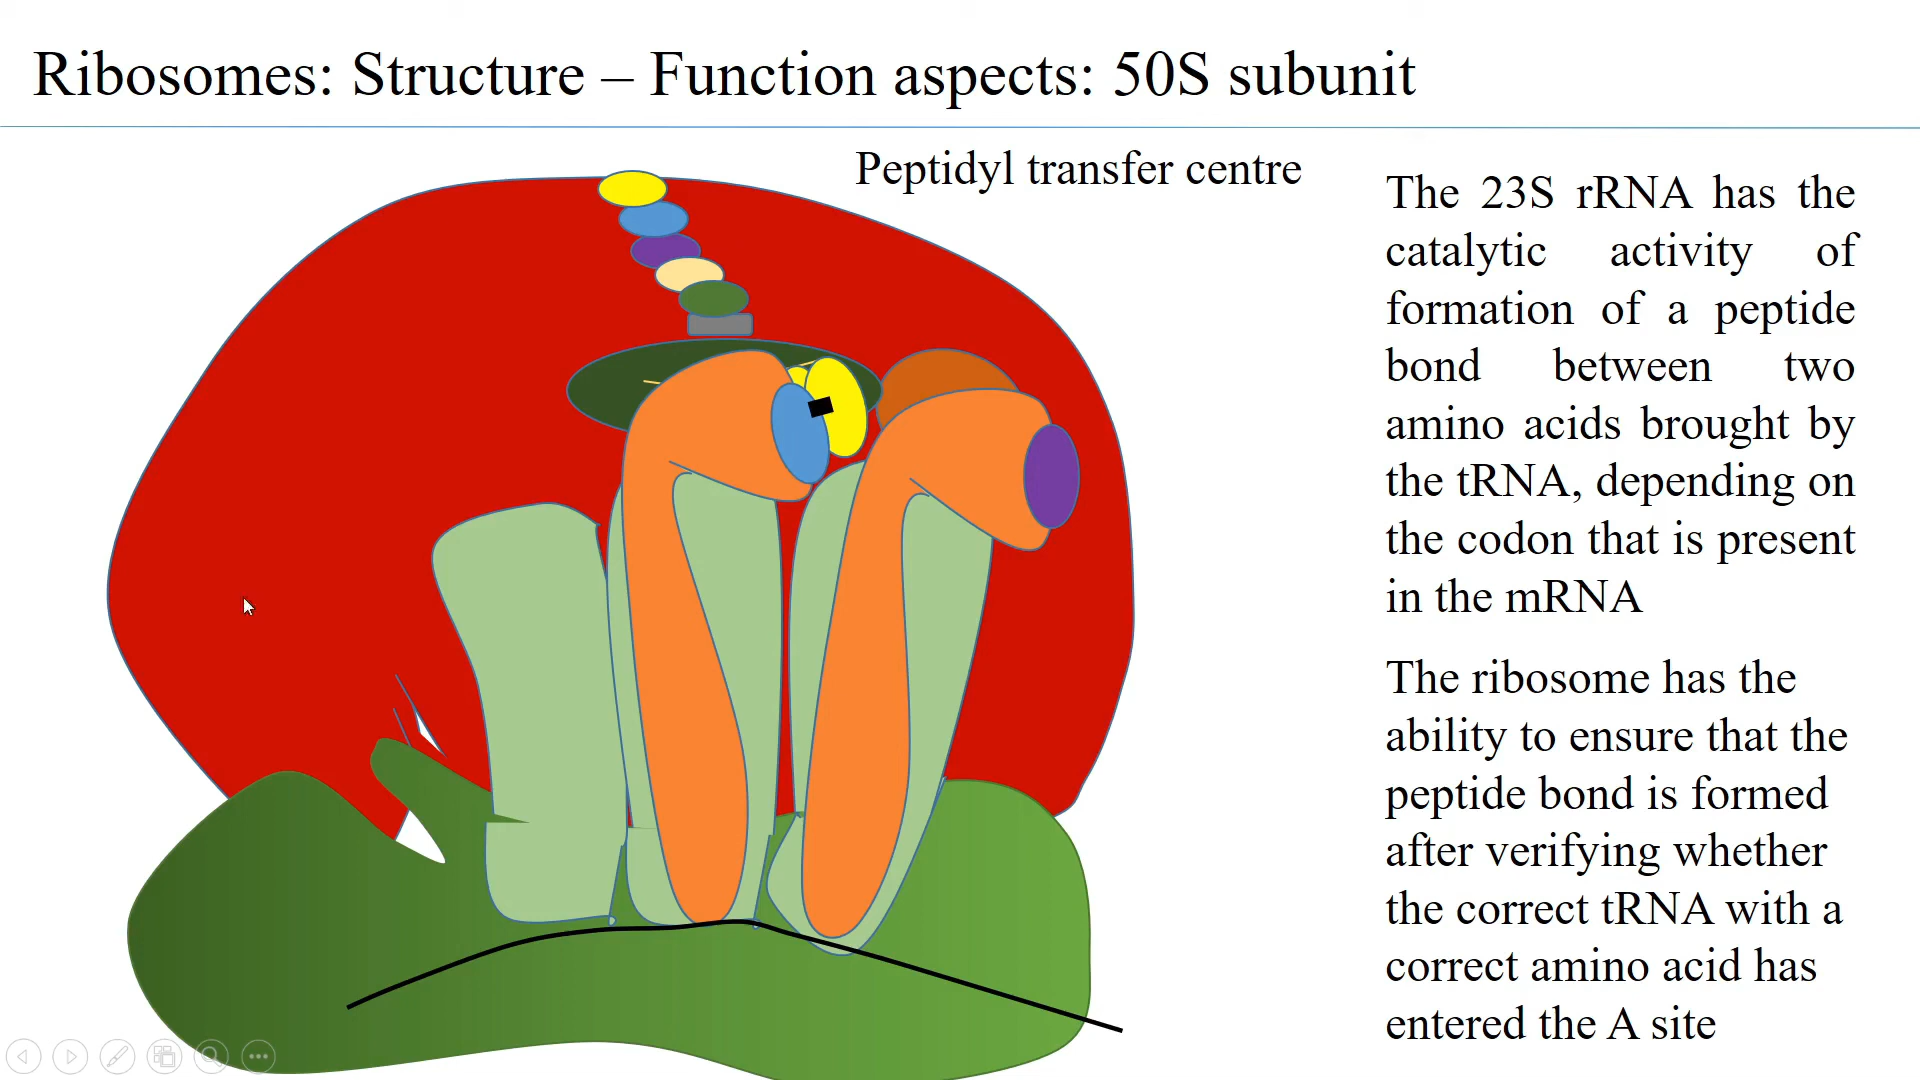 Ribosomes: Structure – Function aspects: 50S subunit
Peptidyl transfer centre
The 23S rRNA has the
catalytic activity of
formation of a peptide
bond between two
amino acids brought by
the tRNA, depending on
the codon that is present
in the mRNA
The ribosome has the
ability to ensure that the
peptide bond is formed
after verifying whether
the correct tRNA with a
correct amino acid has
entered the A site